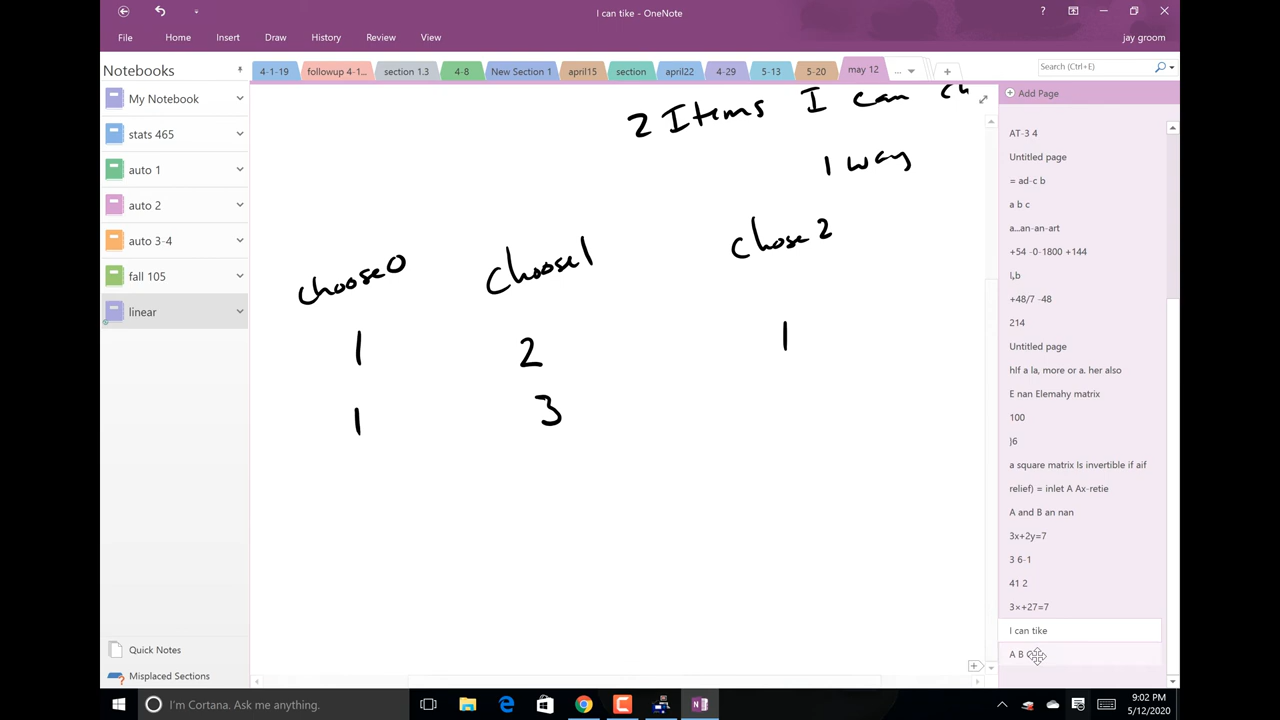 I can tike - OneNote
File Home Insert Draw History Review View
jay groom
Notebooks
4-1-19 followup 4-1... section 1.3 4-8 New Section 1 april15 section april22 4-29 5-13 5-20 may 12 ...
Search (Ctrl+E)
My Notebook
stats 465
auto 1
auto 2
auto 3-4
fall 105
linear
Quick Notes
Misplaced Sections
2 Items I can ch
1 way
choose0 choose1 chose2
1 2 1
1 3
Add Page
AT-3 4
Untitled page
= ad-c b
a b c
a...an-an-art
+54 -0-1800 +144
l,b
+48/7 -48
214
Untitled page
hIf a la, more or a. her also
E nan Elemahy matrix
100
)6
a square matrix Is invertible if aif
relief) = inlet A Ax-retie
A and B an nan
3x+2y=7
3 6-1
41 2
3×+27=7
I can tike
A B
I'm Cortana. Ask me anything.
9:02 PM
5/12/2020